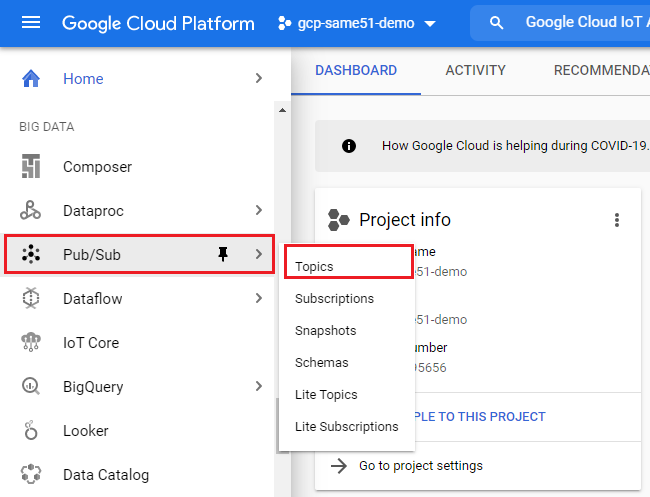 Google Cloud Platform
gcp-same51-demo
Google Cloud IoT A
Home
BIG DATA
Composer
Dataproc
Pub/Sub
Dataflow
IoT Core
BigQuery
Looker
Data Catalog
Topics
Subscriptions
Snapshots
Schemas
Lite Topics
Lite Subscriptions
DASHBOARD
ACTIVITY
RECOMMENDA
How Google Cloud is helping during COVID-19.
Project info
ame
e51-demo
e51-demo
umber
95656
PLE TO THIS PROJECT
Go to project settings